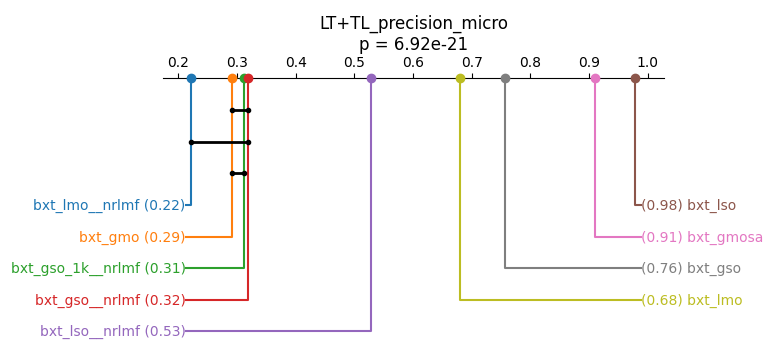 LT+TL_precision_micro
p = 6.92e-21
0.2 0.3 0.4 0.5 0.6 0.7 0.8 0.9 1.0
bxt_lmo__nrlmf (0.22)
(0.98) bxt_lso
bxt_gmo (0.29)
(0.91) bxt_gmosa
bxt_gso_1k__nrlmf (0.31)
(0.76) bxt_gso
bxt_gso__nrlmf (0.32)
(0.68) bxt_lmo
bxt_lso__nrlmf (0.53)